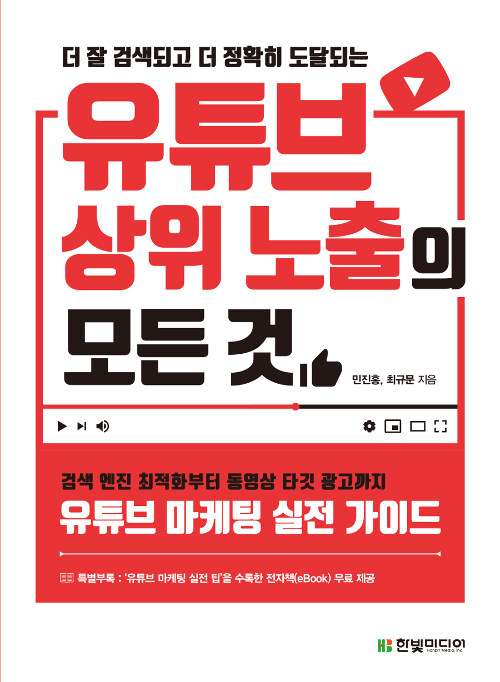 더 잘 검색되고 더 정확히 도달되는
유튜브
상위 노출의
모든 것
민진홍, 최규문 지음
검색 엔진 최적화부터 동영상 타깃 광고까지
유튜브 마케팅 실전 가이드
특별부록 : '유튜브 마케팅 실전 팁'을 수록한 전자책(eBook) 무료 제공
HB 한빛미디어
Hanbit Media, Inc.